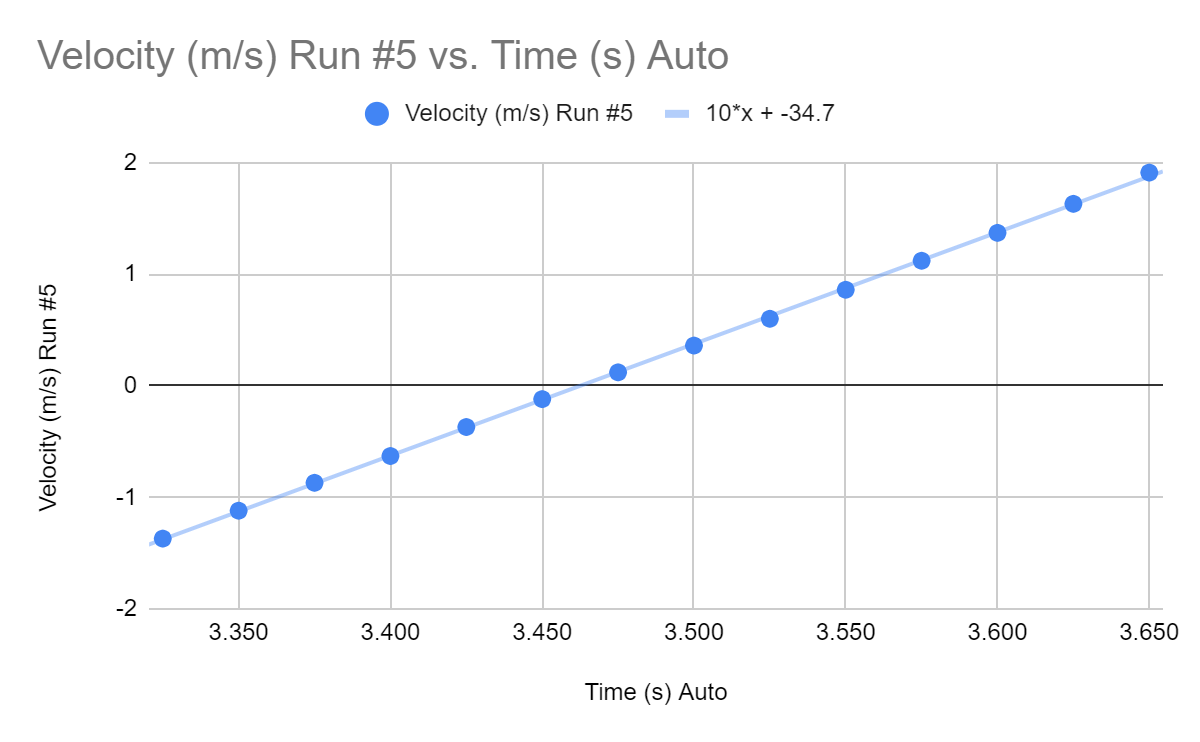 Velocity (m/s) Run #5 vs. Time (s) Auto
Velocity (m/s) Run #5
10*x + -34.7
Velocity (m/s) Run #5
2
1
0
-1
-2
3.350
3.400
3.450
3.500
3.550
3.600
3.650
Time (s) Auto